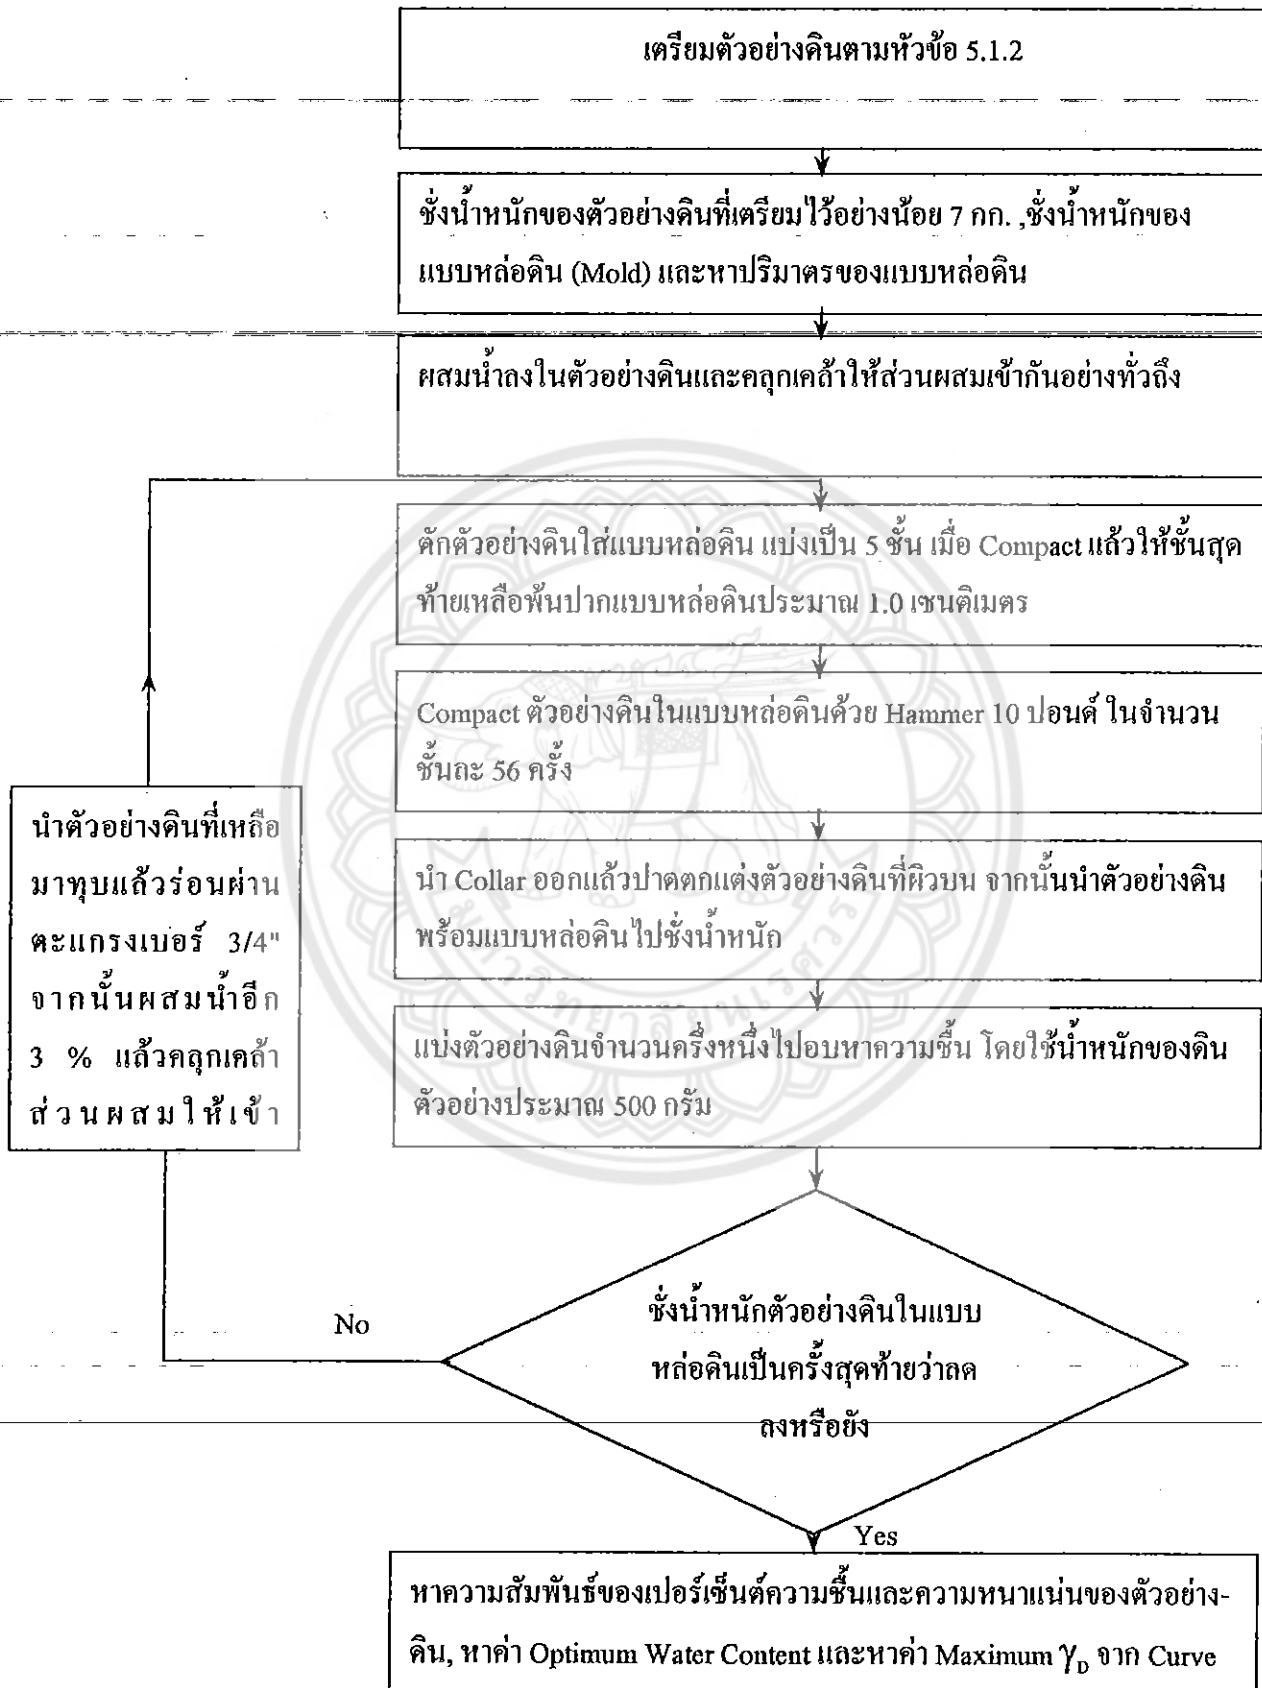 เตรียมตัวอย่างดินตามหัวข้อ 5.1.2
ชั่งน้ำหนักของตัวอย่างดินที่เตรียมไว้อย่างน้อย 7 กก. ,ชั่งน้ำหนักของ
แบบหล่อดิน (Mold) และหาปริมาตรของแบบหล่อดิน
ผสมน้ำลงในตัวอย่างดินและคลุกเคล้าให้ส่วนผสมเข้ากันอย่างทั่วถึง
ตักตัวอย่างดินใส่แบบหล่อดิน แบ่งเป็น 5 ชั้น เมื่อ Compact แล้วให้ชั้นสุด
ท้ายเหลือพ้นปากแบบหล่อดินประมาณ 1.0 เซนติเมตร
Compact ตัวอย่างดินในแบบหล่อดินด้วย Hammer 10 ปอนด์ ในจำนวน
ชั้นละ 56 ครั้ง
นำ Collar ออกแล้วปาดตกแต่งตัวอย่างดินที่ผิวบน จากนั้นนำตัวอย่างดิน
พร้อมแบบหล่อดินไปชั่งน้ำหนัก
แบ่งตัวอย่างดินจำนวนครึ่งหนึ่งไปอบหาความชื้น โดยใช้น้ำหนักของดิน
ตัวอย่างประมาณ 500 กรัม
นำตัวอย่างดินที่เหลือ
มาทุบแล้วร่อนผ่าน
ตะแกรงเบอร์ 3/4"
จากนั้นผสมน้ำอีก
3 % แล้วคลุกเคล้า
ส่วนผสมให้เข้า
No
ชั่งน้ำหนักตัวอย่างดินในแบบ
หล่อดินเป็นครั้งสุดท้ายว่าลด
ลงหรือยัง
Yes
หาความสัมพันธ์ของเปอร์เซ็นต์ความชื้นและความหนาแน่นของตัวอย่าง-
ดิน, หาค่า Optimum Water Content และหาค่า Maximum γD จาก Curve